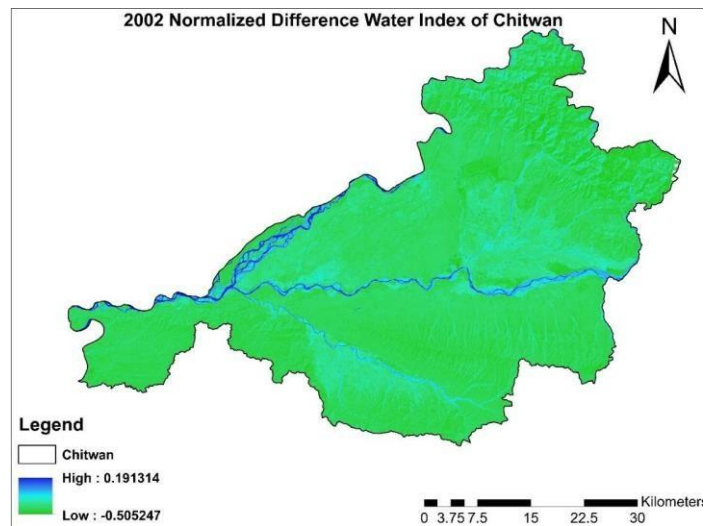 2002 Normalized Difference Water Index of Chitwan
N
Legend
Chitwan
High : 0.191314
Low : -0.505247
Kilometers
0 3.75 7.5 15 22.5 30